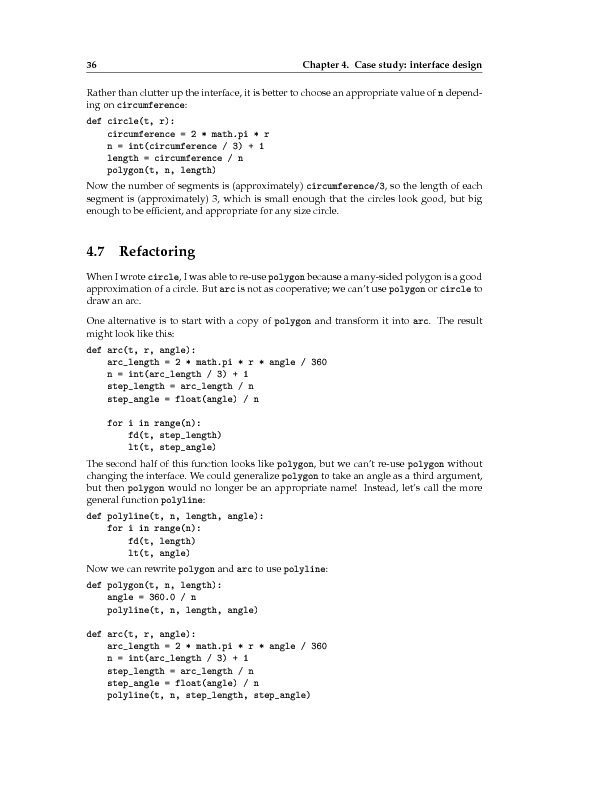 36 Chapter 4. Case study: interface design
Rather than clutter up the interface, it is better to choose an appropriate value of n depend-
ing on circumference:
def circle(t, r):
    circumference = 2 * math.pi * r
    n = int(circumference / 3) + 1
    length = circumference / n
    polygon(t, n, length)
Now the number of segments is (approximately) circumference/3, so the length of each
segment is (approximately) 3, which is small enough that the circles look good, but big
enough to be efficient, and appropriate for any size circle.
4.7 Refactoring
When I wrote circle, I was able to re-use polygon because a many-sided polygon is a good
approximation of a circle. But arc is not as cooperative; we can't use polygon or circle to
draw an arc.
One alternative is to start with a copy of polygon and transform it into arc. The result
might look like this:
def arc(t, r, angle):
    arc_length = 2 * math.pi * r * angle / 360
    n = int(arc_length / 3) + 1
    step_length = arc_length / n
    step_angle = float(angle) / n

    for i in range(n):
        fd(t, step_length)
        lt(t, step_angle)
The second half of this function looks like polygon, but we can't re-use polygon without
changing the interface. We could generalize polygon to take an angle as a third argument,
but then polygon would no longer be an appropriate name! Instead, let's call the more
general function polyline:
def polyline(t, n, length, angle):
    for i in range(n):
        fd(t, length)
        lt(t, angle)
Now we can rewrite polygon and arc to use polyline:
def polygon(t, n, length):
    angle = 360.0 / n
    polyline(t, n, length, angle)

def arc(t, r, angle):
    arc_length = 2 * math.pi * r * angle / 360
    n = int(arc_length / 3) + 1
    step_length = arc_length / n
    step_angle = float(angle) / n
    polyline(t, n, step_length, step_angle)